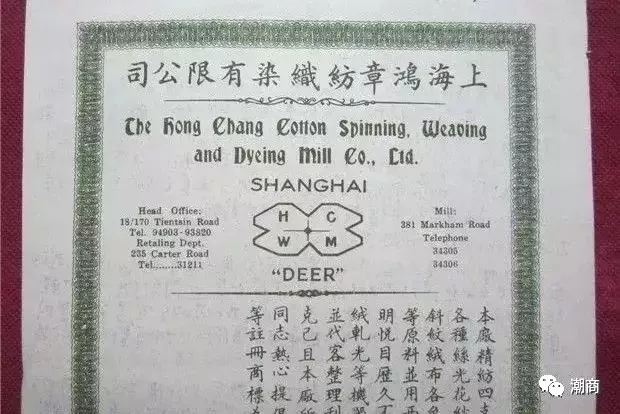 上海鴻章紡織染有限公司
The Hong Chang Cotton Spinning, Weaving
and Dyeing Mill Co., Ltd.
SHANGHAI
Head Office:
18/170 Tientsin Road
Tel. 94903-93820
Retaling Dept.
235 Carter Road
Tel.......31211
H C
W M
"DEER"
Mill:
381 Markham Road
Telephone
34305
34306
本廠精紡四
各種絲光花
斜紋絨布各
等原料並用
明悅目歷久不
絨軋光等機
並代客整理
克己且本廠
同志熱心提
等註冊商標
潮商